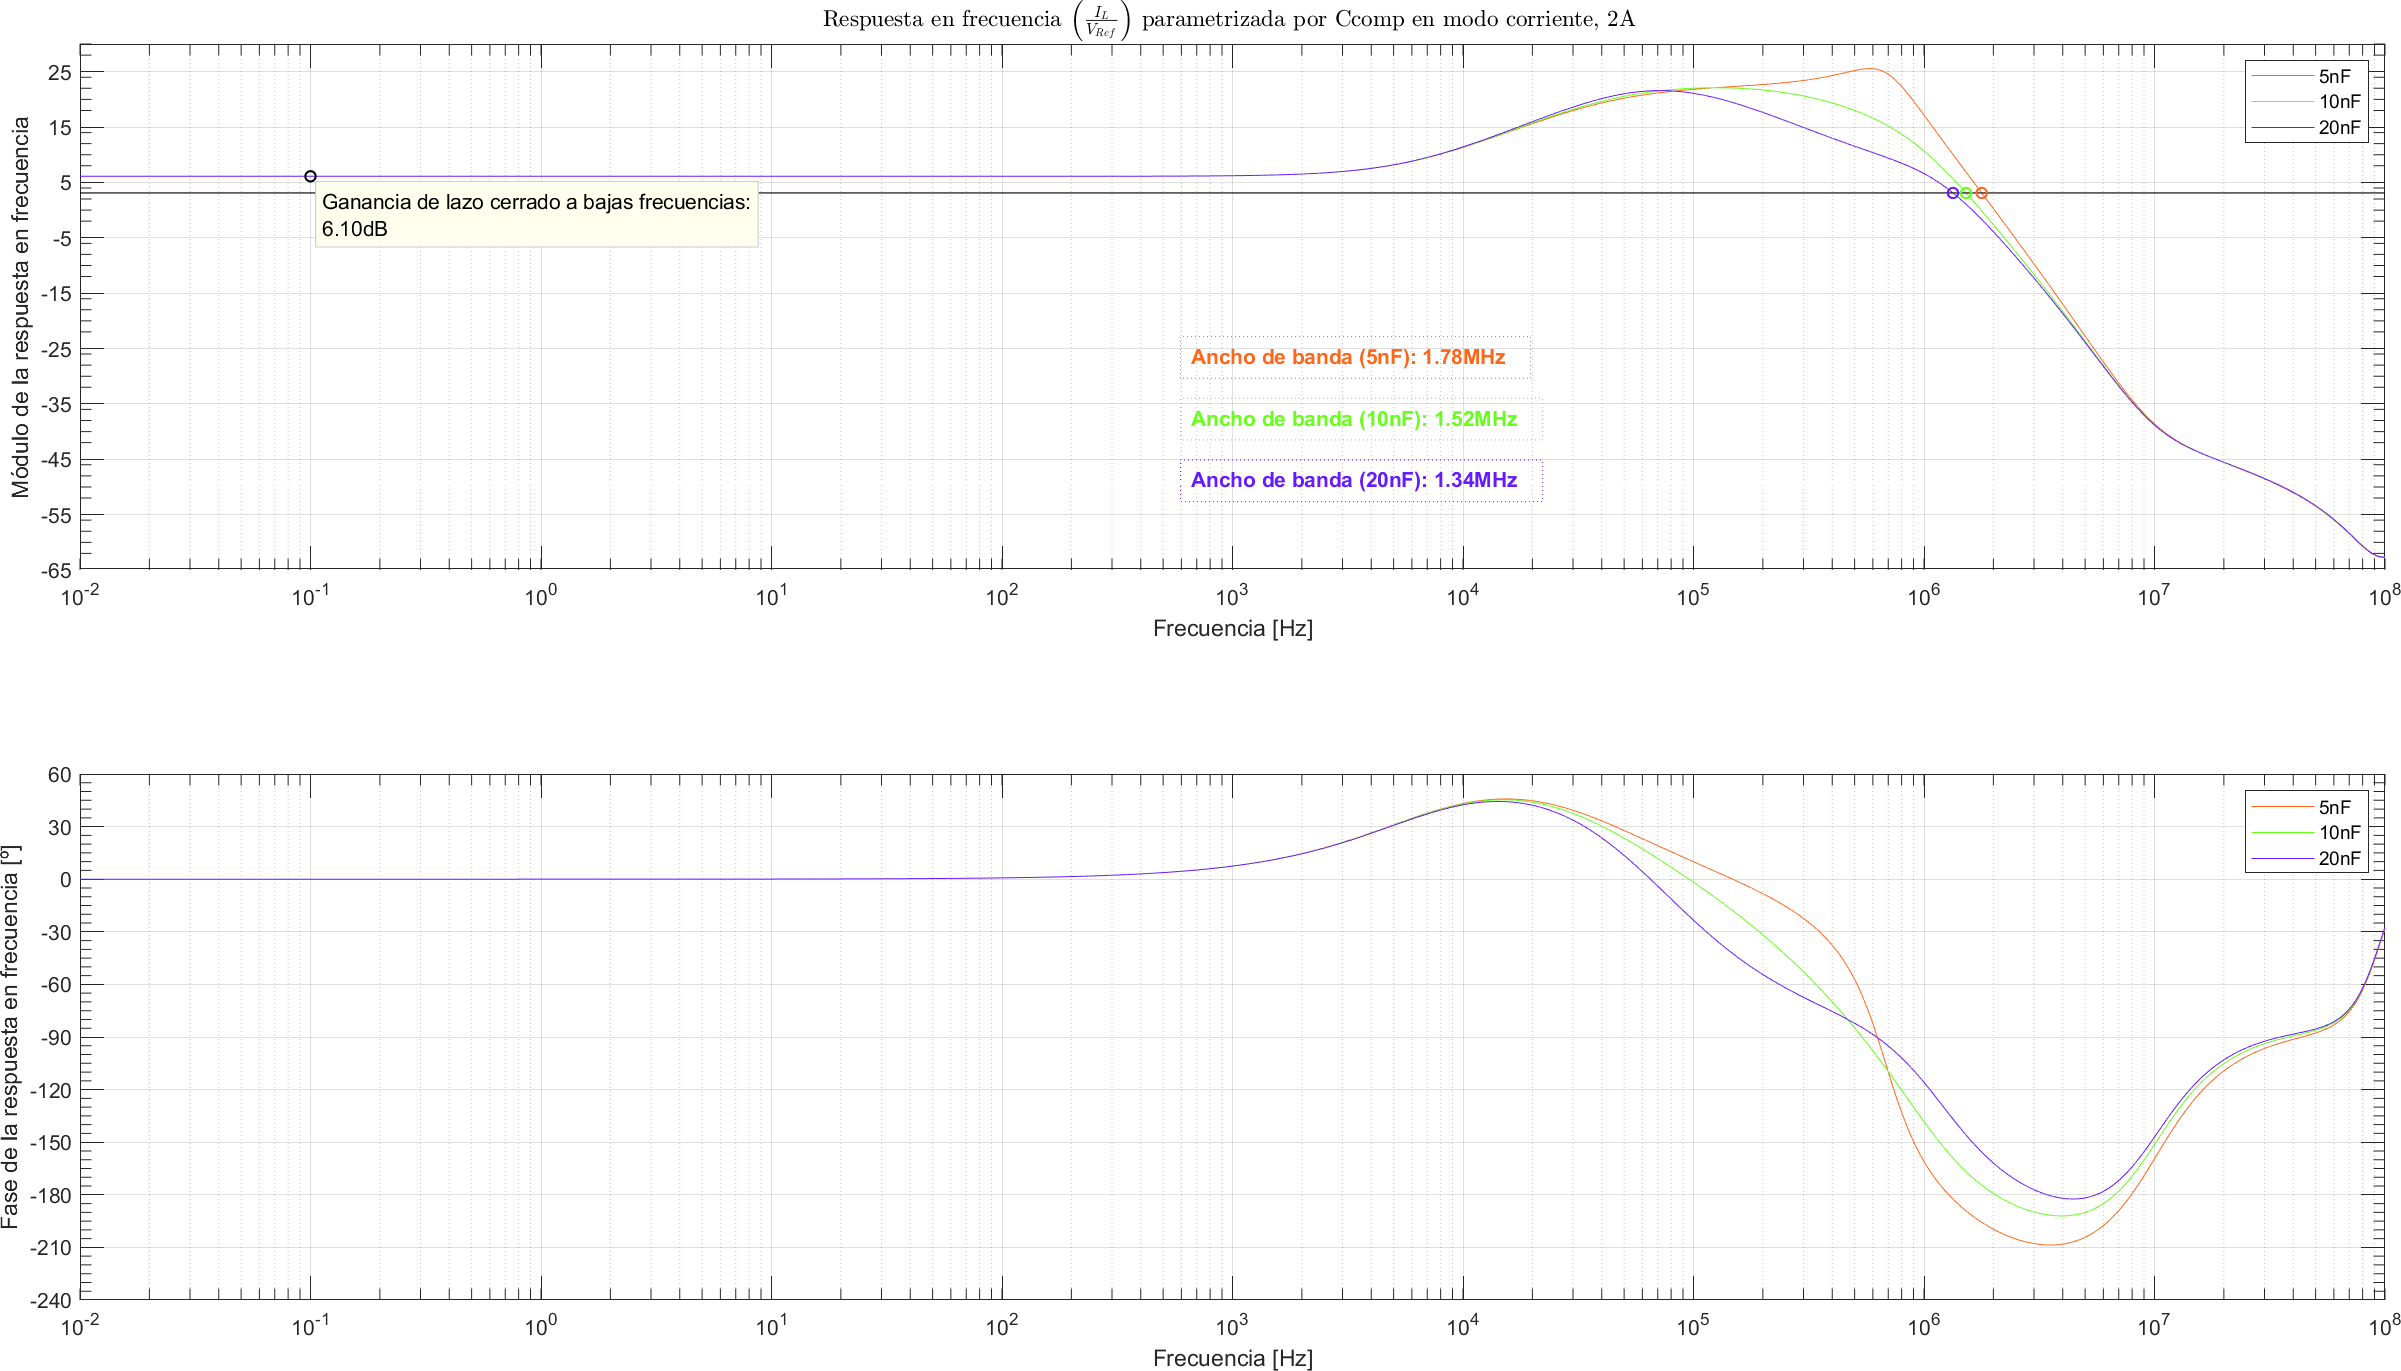 Respuesta en frecuencia (I_L/V_Ref) parametrizada por Ccomp en modo corriente, 2A
Módulo de la respuesta en frecuencia
25
15
5
-5
-15
-25
-35
-45
-55
-65
5nF
10nF
20nF
Ganancia de lazo cerrado a bajas frecuencias:
6.10dB
Ancho de banda (5nF): 1.78MHz
Ancho de banda (10nF): 1.52MHz
Ancho de banda (20nF): 1.34MHz
10^-2 10^-1 10^0 10^1 10^2 10^3 10^4 10^5 10^6 10^7 10^8
Frecuencia [Hz]
Fase de la respuesta en frecuencia [º]
60
30
0
-30
-60
-90
-120
-150
-180
-210
-240
5nF
10nF
20nF
10^-2 10^-1 10^0 10^1 10^2 10^3 10^4 10^5 10^6 10^7 10^8
Frecuencia [Hz]